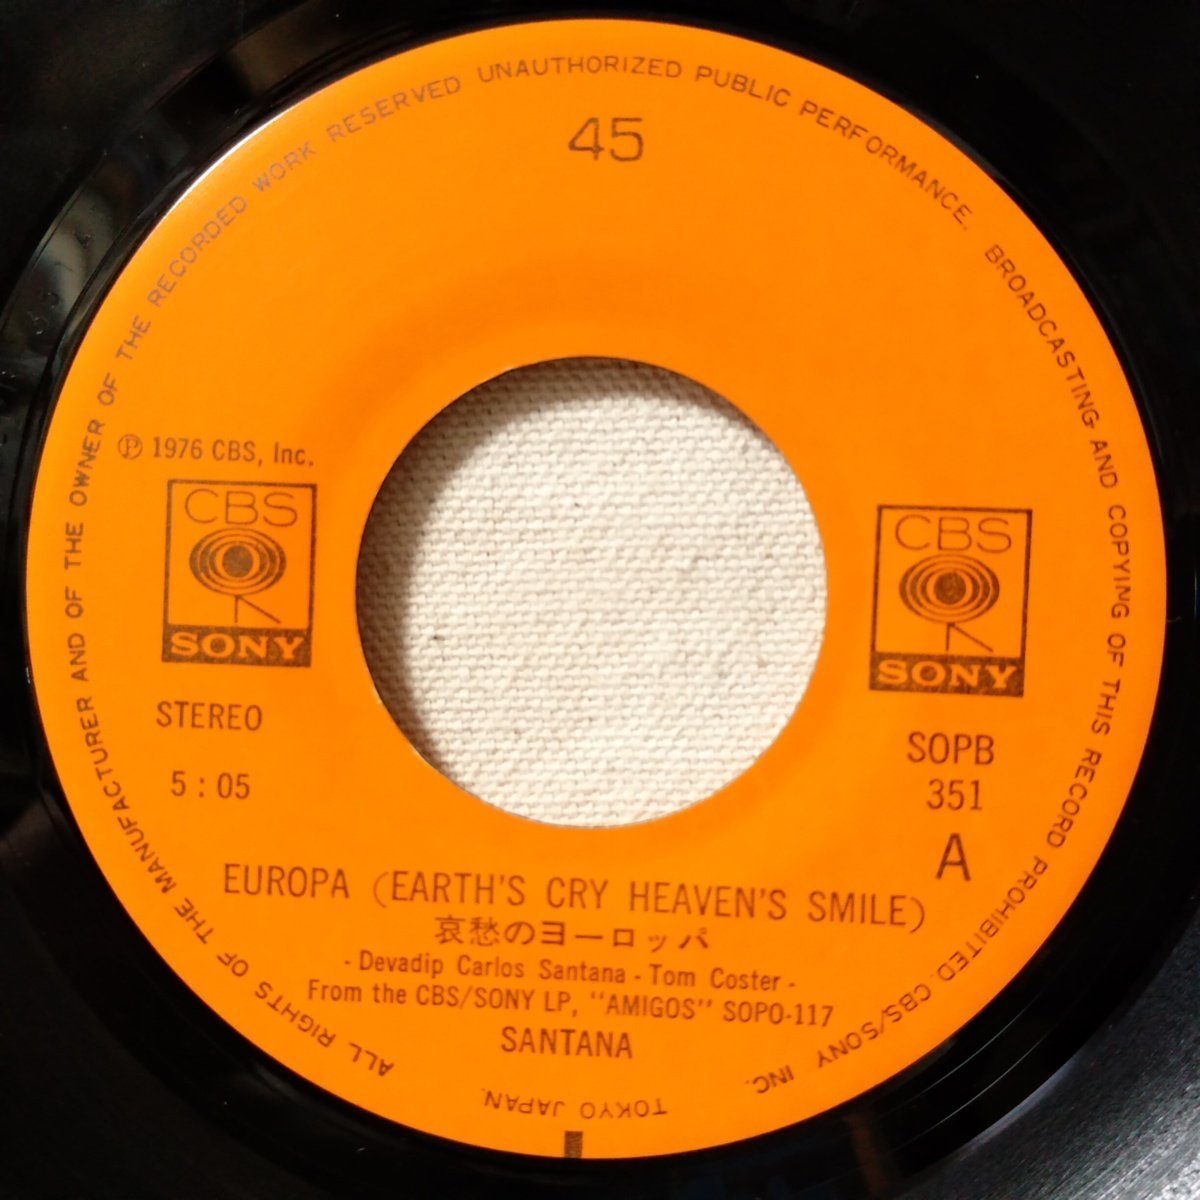 ALL RIGHTS OF THE MANUFACTURER AND OF THE OWNER OF THE RECORDED WORK RESERVED UNAUTHORIZED PUBLIC PERFORMANCE. BROADCASTING AND COPYING OF THIS RECORD PROHIBITED. CBS/SONY INC.
TOKYO JAPAN.
45
Ⓟ 1976 CBS, Inc.
CBS
SONY
STEREO
5:05
CBS
SONY
SOPB
351
A
EUROPA (EARTH'S CRY HEAVEN'S SMILE)
哀愁のヨーロッパ
- Devadip Carlos Santana - Tom Coster -
From the CBS/SONY LP, "AMIGOS" SOPO-117
SANTANA